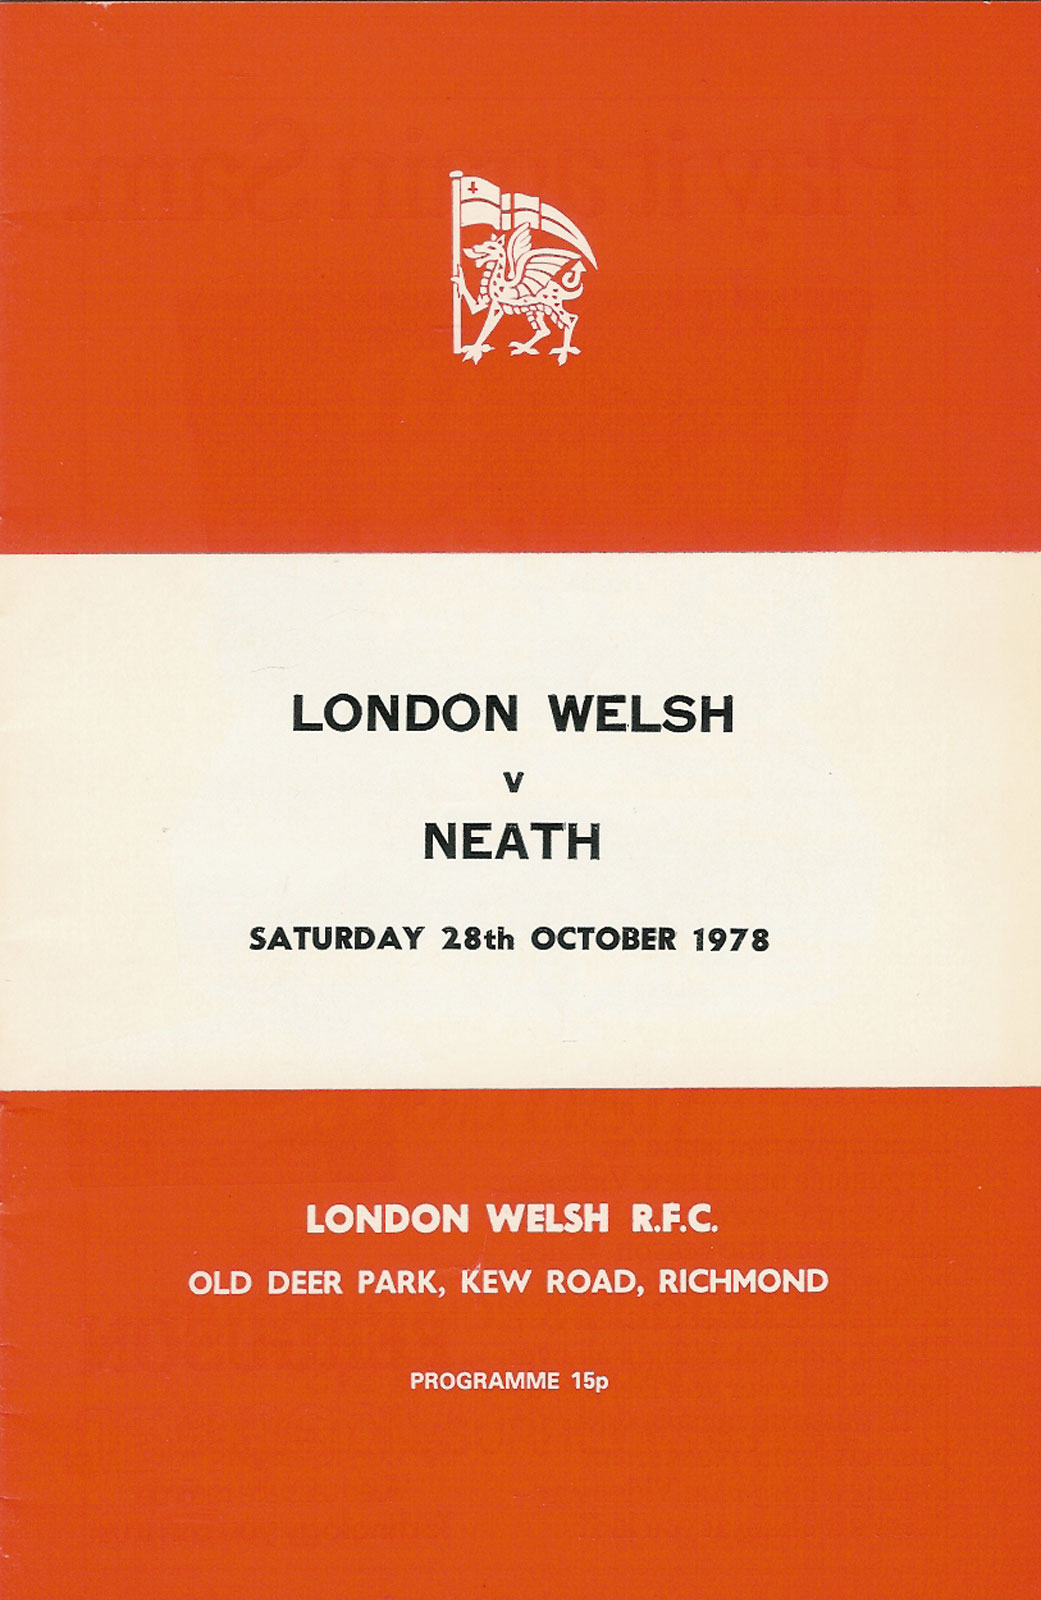 LONDON WELSH
v
NEATH
SATURDAY 28th OCTOBER 1978
LONDON WELSH R.F.C.
OLD DEER PARK, KEW ROAD, RICHMOND
PROGRAMME 15p